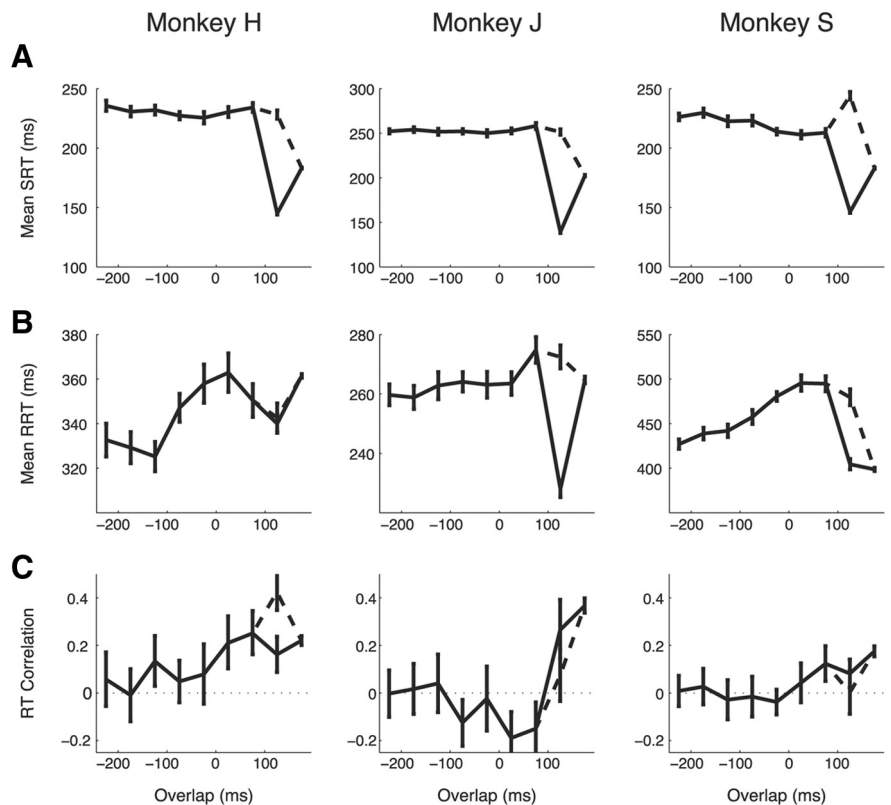 Monkey H Monkey J Monkey S
A
Mean SRT (ms)
250 200 150 100
−200 −100 0 100
300 250 200 150 100
−200 −100 0 100
250 200 150 100
−200 −100 0 100
B
Mean RRT (ms)
380 360 340 320
−200 −100 0 100
280 260 240
−200 −100 0 100
550 500 450 400
−200 −100 0 100
C
RT Correlation
0.4 0.2 0 −0.2
−200 −100 0 100
Overlap (ms)
0.4 0.2 0 −0.2
−200 −100 0 100
Overlap (ms)
0.4 0.2 0 −0.2
−200 −100 0 100
Overlap (ms)